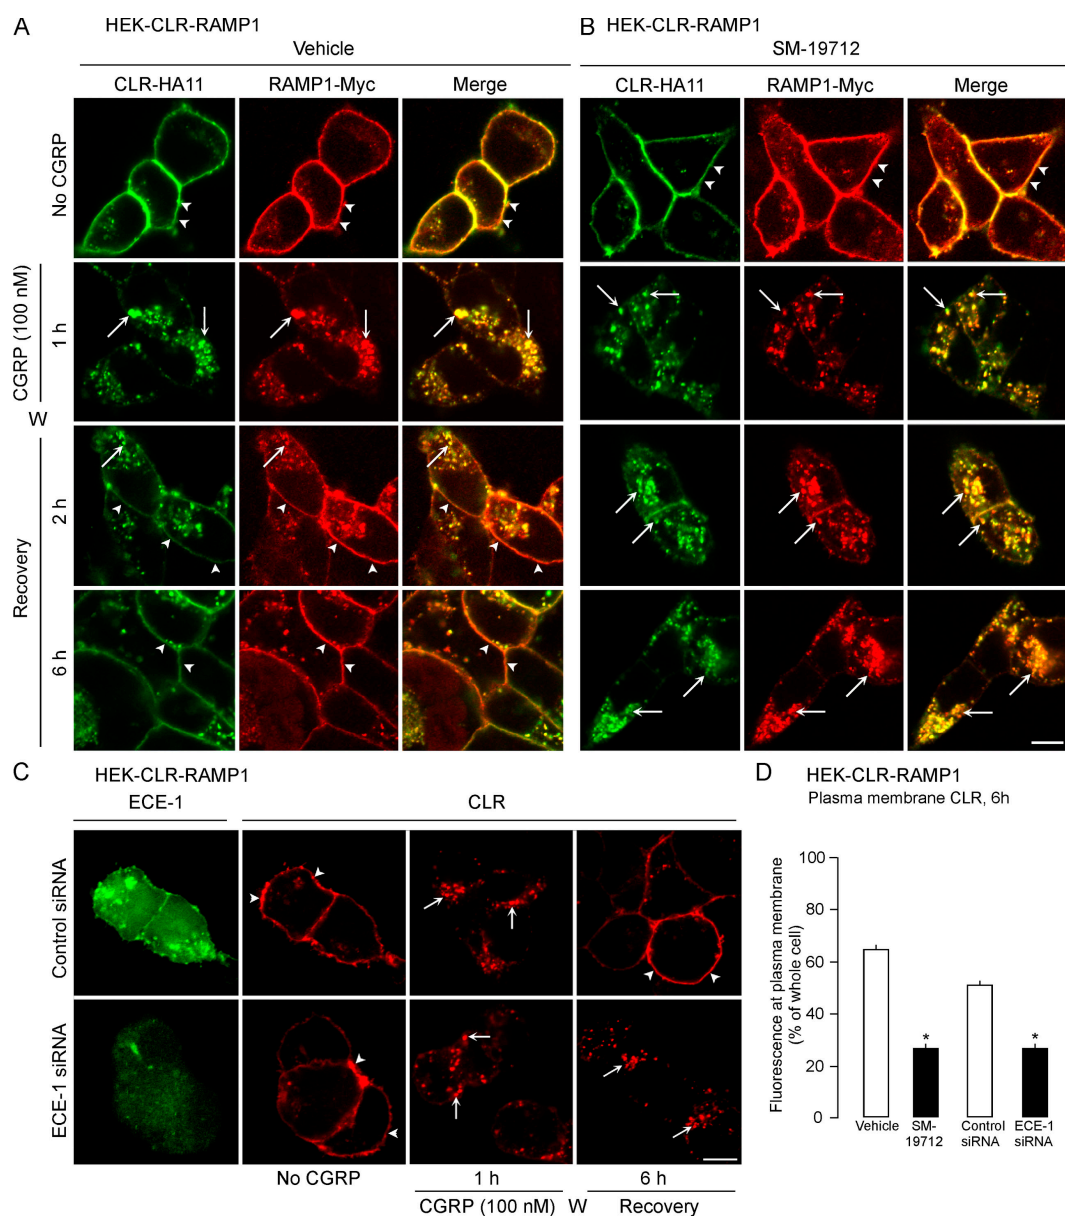 A HEK-CLR-RAMP1
Vehicle
CLR-HA11 RAMP1-Myc Merge
No CGRP
CGRP (100 nM)
1 h
W
Recovery
2 h
6 h
B HEK-CLR-RAMP1
SM-19712
CLR-HA11 RAMP1-Myc Merge
C HEK-CLR-RAMP1
ECE-1 CLR
Control siRNA
ECE-1 siRNA
No CGRP 1 h 6 h
CGRP (100 nM) W Recovery
D HEK-CLR-RAMP1
Plasma membrane CLR, 6h
Fluorescence at plasma membrane
(% of whole cell)
100
80
60
40
20
0
* *
Vehicle SM- Control ECE-1
19712 siRNA siRNA